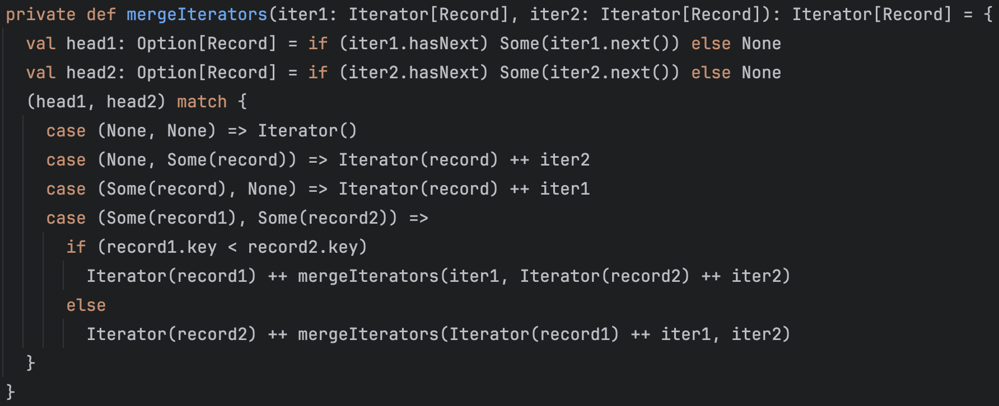 private def mergeIterators(iter1: Iterator[Record], iter2: Iterator[Record]): Iterator[Record] = {
  val head1: Option[Record] = if (iter1.hasNext) Some(iter1.next()) else None
  val head2: Option[Record] = if (iter2.hasNext) Some(iter2.next()) else None
  (head1, head2) match {
    case (None, None) => Iterator()
    case (None, Some(record)) => Iterator(record) ++ iter2
    case (Some(record), None) => Iterator(record) ++ iter1
    case (Some(record1), Some(record2)) =>
      if (record1.key < record2.key)
        Iterator(record1) ++ mergeIterators(iter1, Iterator(record2) ++ iter2)
      else
        Iterator(record2) ++ mergeIterators(Iterator(record1) ++ iter1, iter2)
  }
}